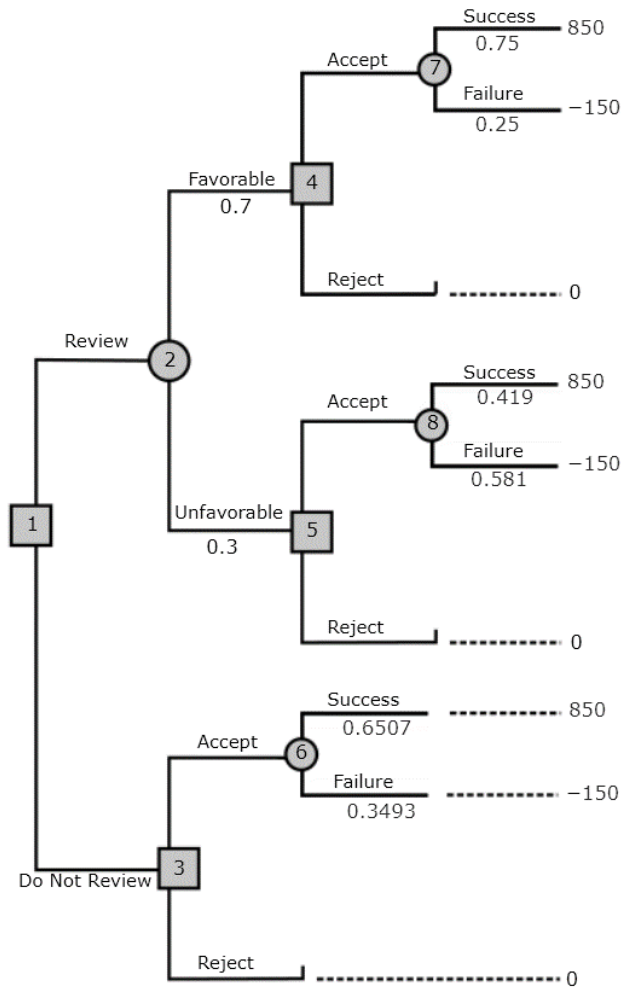 Success
850
0.75
Accept
7
Failure
−150
0.25
Favorable
4
0.7
Reject
0
Review
2
Success
850
0.419
Accept
8
Failure
−150
0.581
Unfavorable
1
5
0.3
Reject
0
Success
850
0.6507
Accept
6
Failure
−150
0.3493
3
Do Not Review
Reject
0